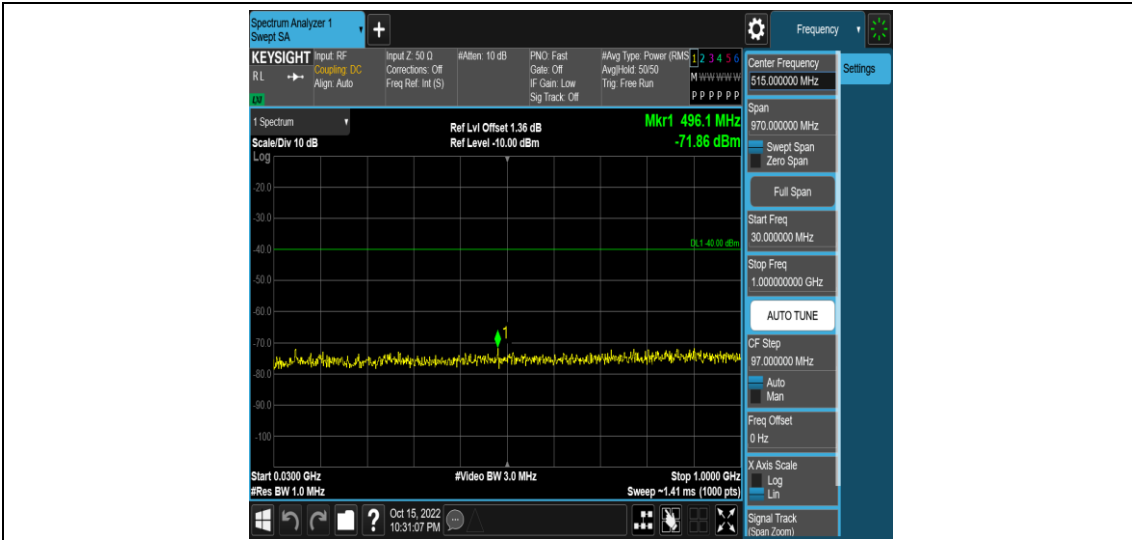 Spectrum Analyzer 1
Swept SA
+
Frequency
KEYSIGHT
RL
LXI
Input: RF
Coupling: DC
Align: Auto
Input Z: 50 Ω
Corrections: Off
Freq Ref: Int (S)
#Atten: 10 dB
PNO: Fast
Gate: Off
IF Gain: Low
Sig Track: Off
#Avg Type: Power (RMS
Avg|Hold: 50/50
Trig: Free Run
1 2 3 4 5 6
M W W W W W
P P P P P P
1 Spectrum
Scale/Div 10 dB
Log
Ref Lvl Offset 1.36 dB
Ref Level -10.00 dBm
Mkr1 496.1 MHz
-71.86 dBm
-20.0
-30.0
-40.0
DL1 -40.00 dBm
-50.0
-60.0
1
-70.0
-80.0
-90.0
-100
Start 0.0300 GHz
#Video BW 3.0 MHz
Stop 1.0000 GHz
#Res BW 1.0 MHz
Sweep ~1.41 ms (1000 pts)
Center Frequency
515.000000 MHz
Settings
Span
970.000000 MHz
Swept Span
Zero Span
Full Span
Start Freq
30.000000 MHz
Stop Freq
1.000000000 GHz
AUTO TUNE
CF Step
97.000000 MHz
Auto
Man
Freq Offset
0 Hz
X Axis Scale
Log
Lin
Signal Track
(Span Zoom)
?
Oct 15, 2022
10:31:07 PM